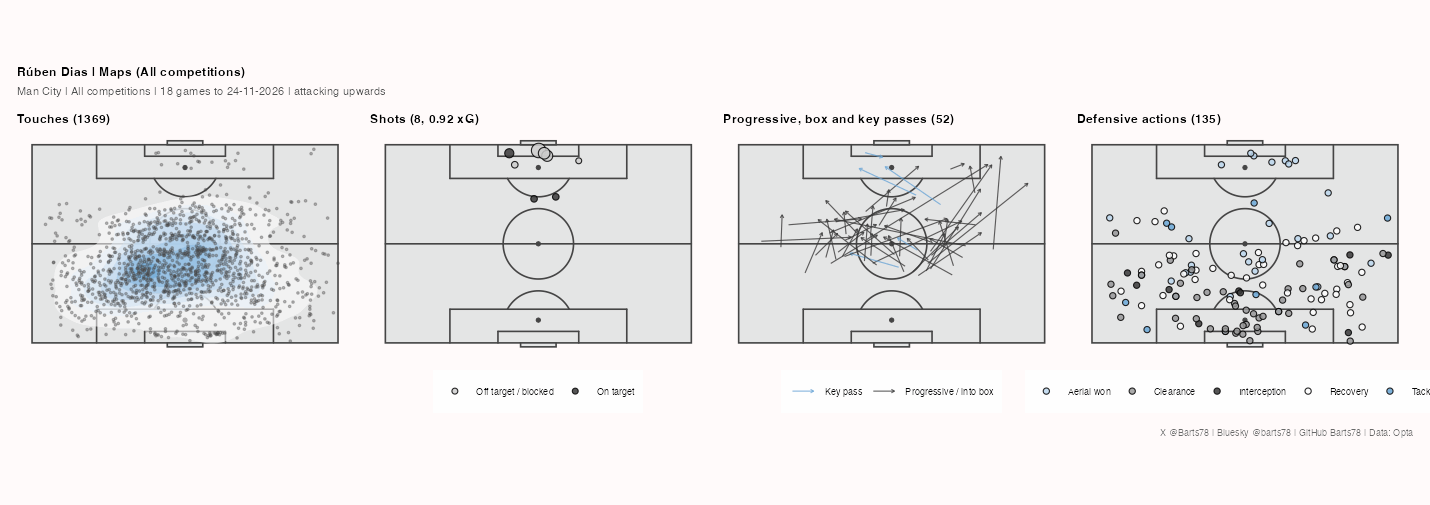 Rúben Dias | Maps (All competitions)
Man City | All competitions | 18 games to 24-11-2026 | attacking upwards
Touches (1369)
Shots (8, 0.92 xG)
Progressive, box and key passes (52)
Defensive actions (135)
Off target / blocked
On target
Key pass
Progressive / into box
Aerial won
Clearance
Interception
Recovery
Tack
X @Barts78 | Bluesky @barts78 | GitHub Barts78 | Data: Opta